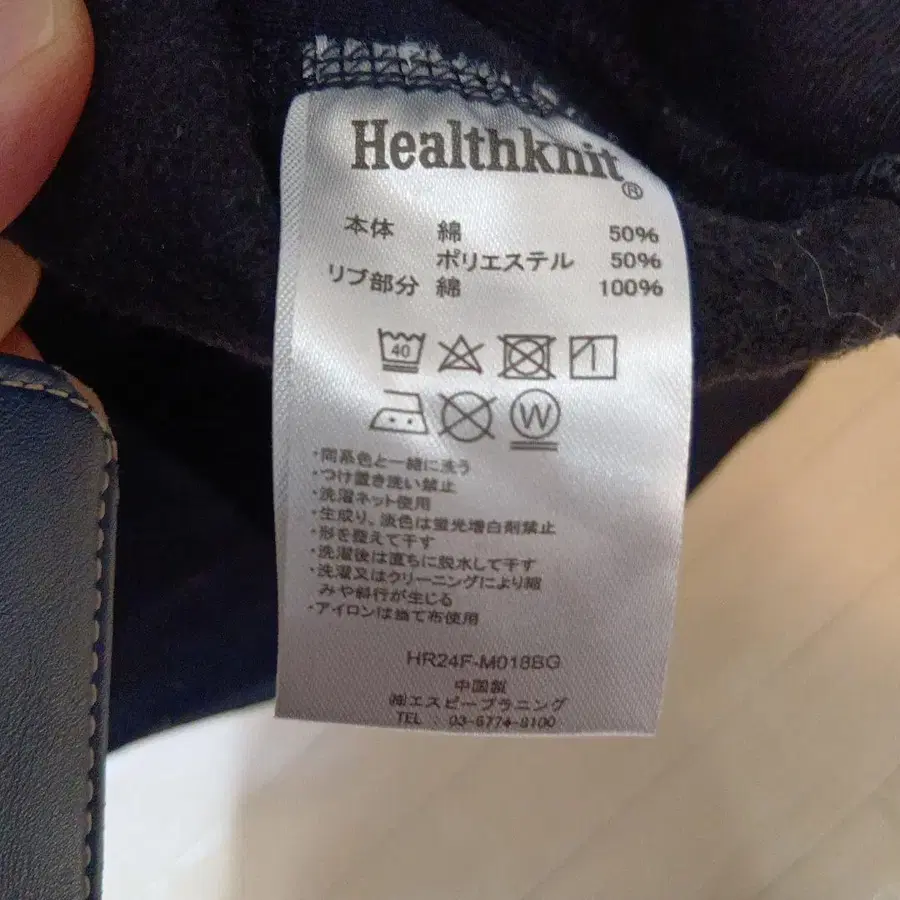 Healthknit®
本体 綿 50%
ポリエステル 50%
リブ部分 綿 100%
40
W
・同系色と一緒に洗う
・つけ置き洗い禁止
・洗濯ネット使用
・生成り、淡色は蛍光増白剤禁止
・形を整えて干す
・洗濯後は直ちに脱水して干す
・洗濯又はクリーニングにより縮
みや斜行が生じる
・アイロンは当て布使用
HR24F-M018BG
中国製
㈱エスピープラニング
TEL : 03-6774-8100